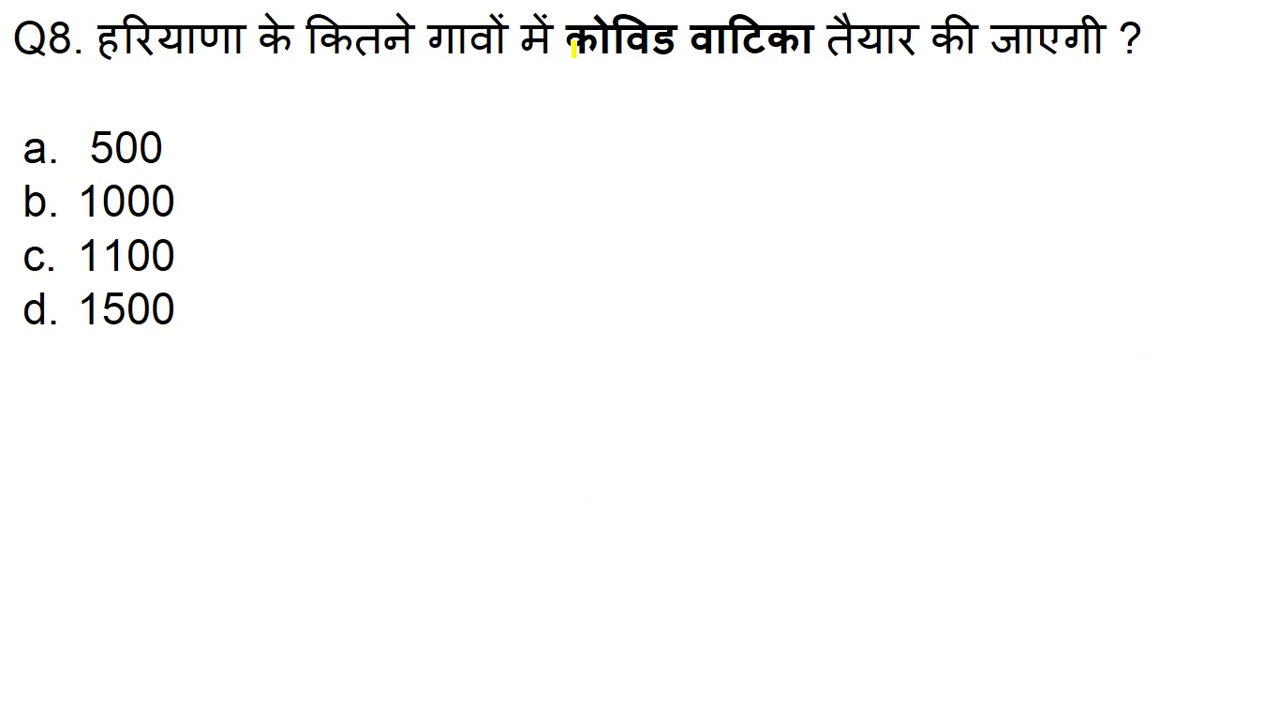 Q8. हरियाणा के कितने गावों में कोविड वाटिका तैयार की जाएगी ?
a. 500
b. 1000
c. 1100
d. 1500